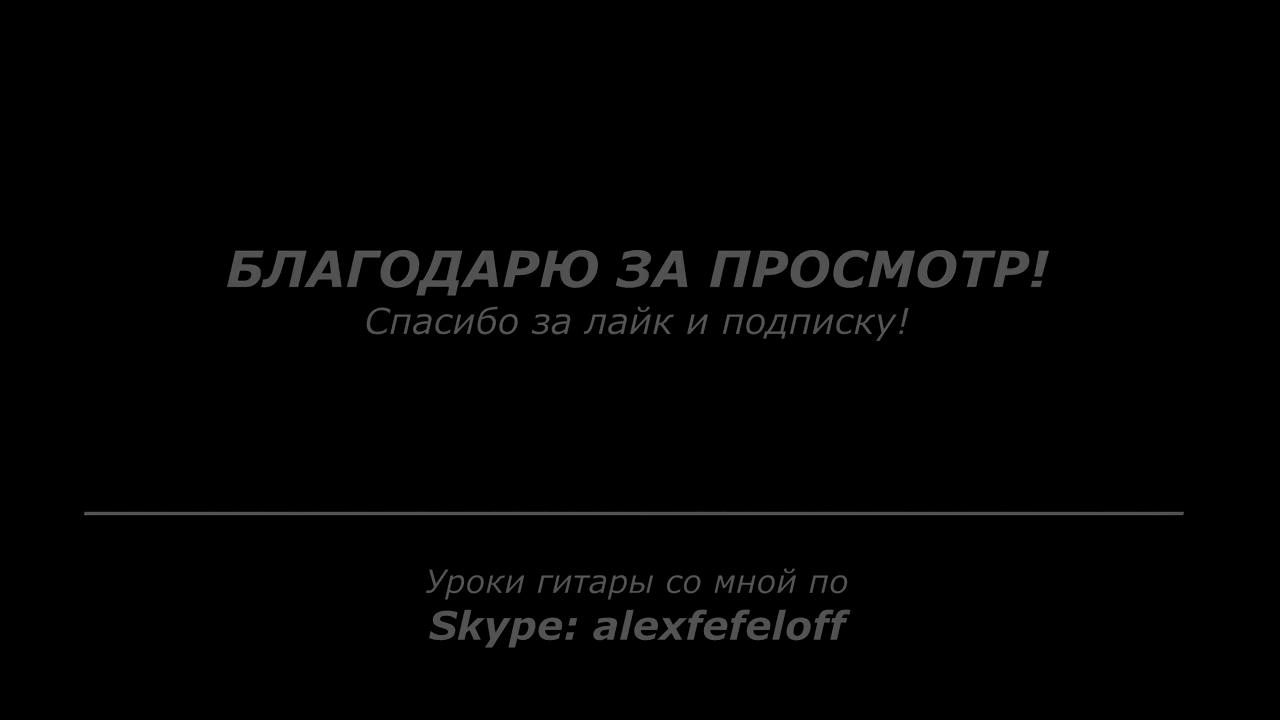 БЛАГОДАРЮ ЗА ПРОСМОТР!
Спасибо за лайк и подписку!
Уроки гитары со мной по
Skype: alexfefeloff